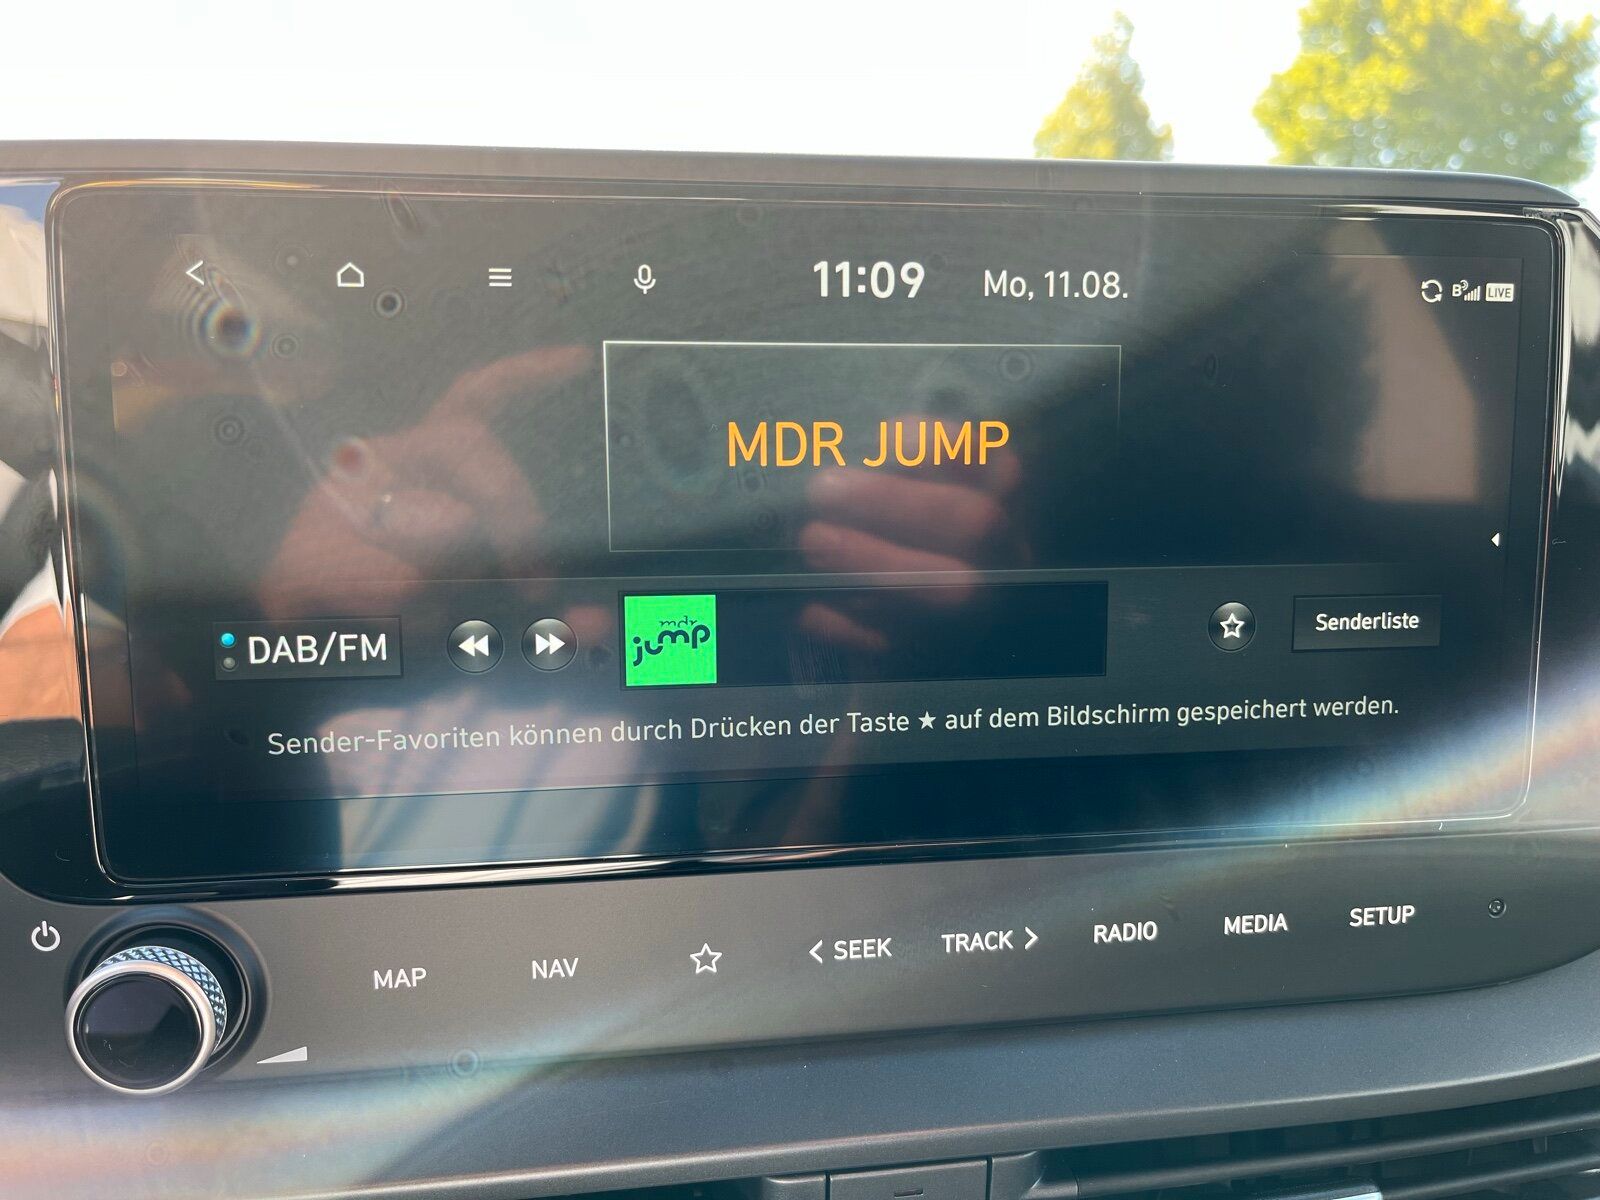 11:09 Mo, 11.08.
LIVE
MDR JUMP
DAB/FM
mdr
jump
Senderliste
Sender-Favoriten können durch Drücken der Taste ★ auf dem Bildschirm gespeichert werden.
MAP NAV < SEEK TRACK > RADIO MEDIA SETUP